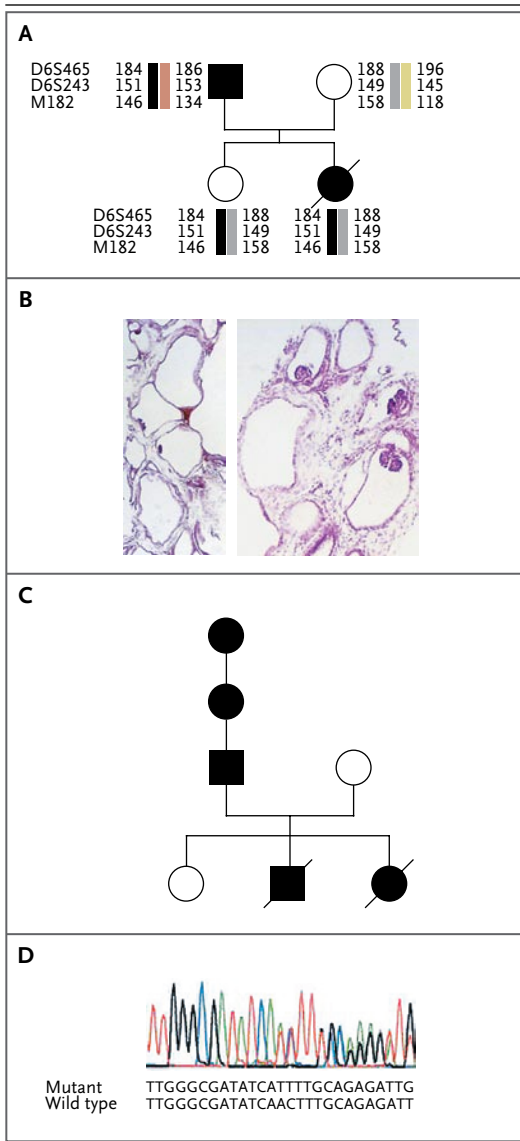 A
D6S465 184 186 188 196
D6S243 151 153 149 145
M182 146 134 158 118
D6S465 184 188 184 188
D6S243 151 149 151 149
M182 146 158 146 158
B
C
D
Mutant TTGGGCGATATCATTTTGCAGAGATTG
Wild type TTGGGCGATATCAACTTTGCAGAGATT